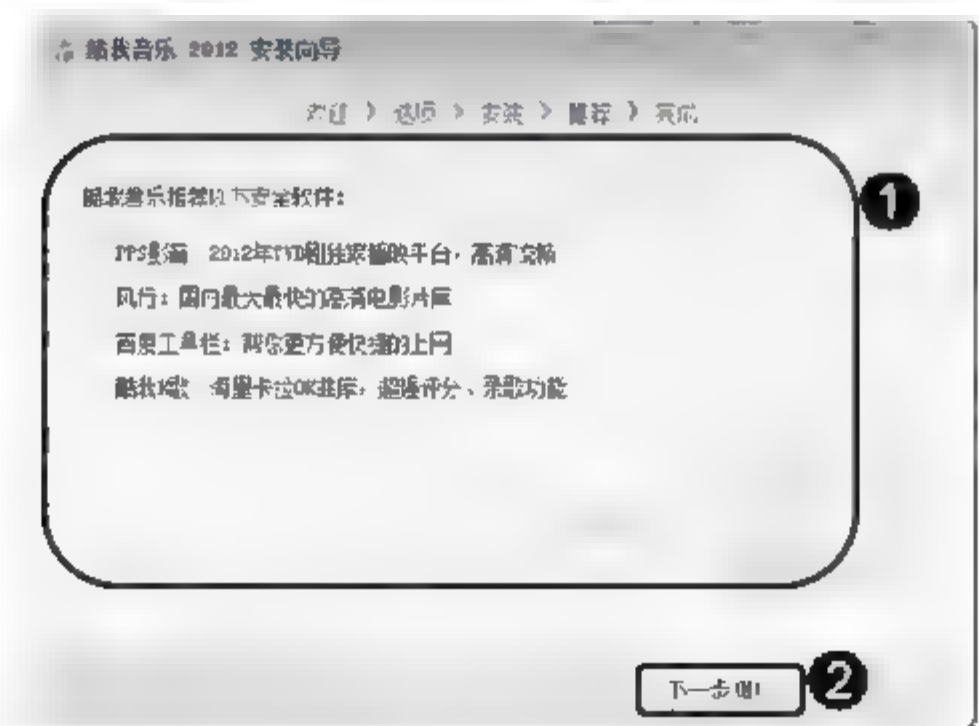 酷我音乐 2012 安装向导
欢迎 > 选项 > 安装 > 推荐 > 完成
酷我音乐推荐以下安全软件:
PPS影音 2012年TVB剧独家播映平台,高清流畅
风行:国内最大最快的高清电影片库
百度工具栏:帮你更方便快捷的上网
酷我K歌 海量卡拉OK曲库,超强评分、录歌功能
1
下一步(N)
2